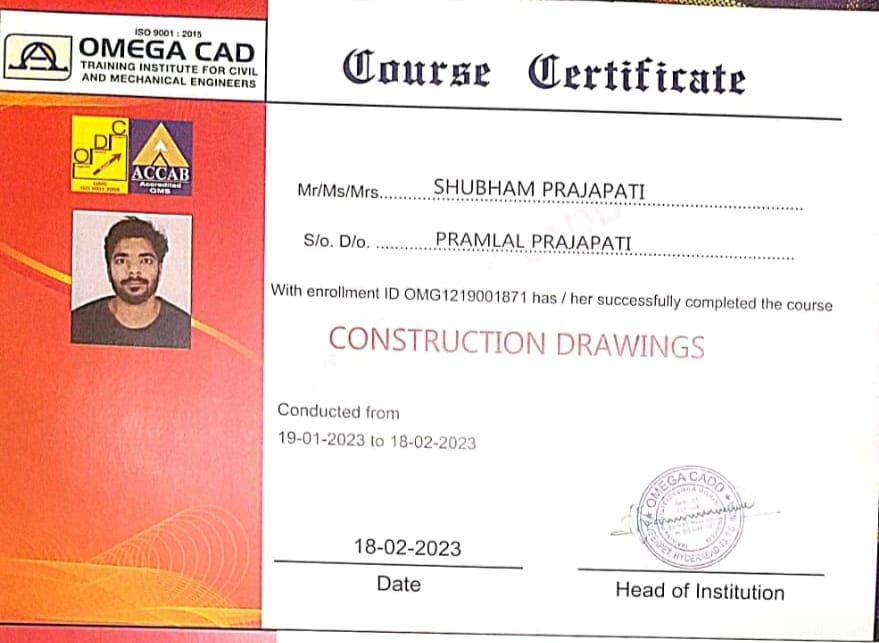 ISO 9001 : 2015
OMEGA CAD
TRAINING INSTITUTE FOR CIVIL
AND MECHANICAL ENGINEERS
Course Certificate
ACCAB
Accredited
QMS
Mr/Ms/Mrs.......... SHUBHAM PRAJAPATI
S/o. D/o. ............PRAMLAL PRAJAPATI
With enrollment ID OMG1219001871 has / her successfully completed the course
CONSTRUCTION DRAWINGS
Conducted from
19-01-2023 to 18-02-2023
OMEGA CADD
18-02-2023
Date
Head of Institution